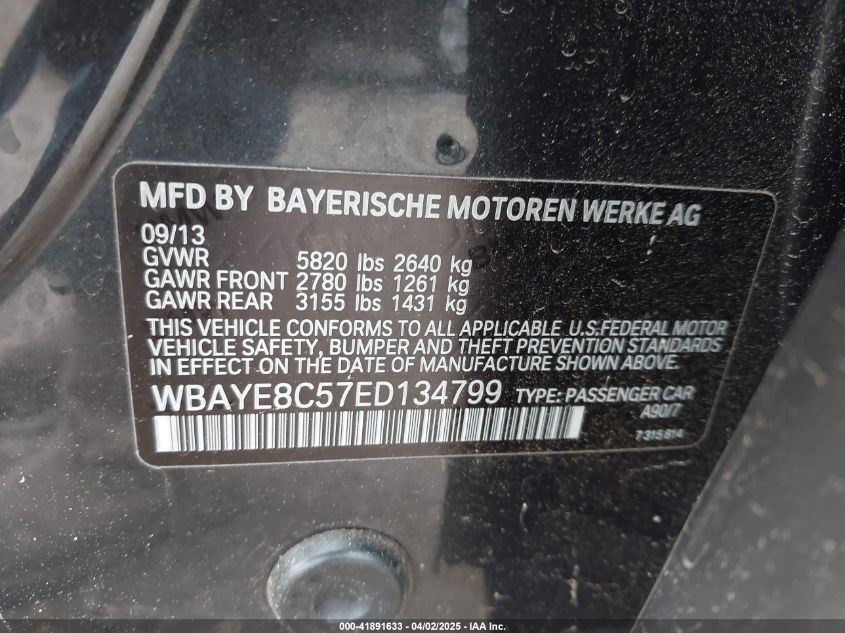 MFD BY BAYERISCHE MOTOREN WERKE AG
09/13
GVWR 5820 lbs 2640 kg
GAWR FRONT 2780 lbs 1261 kg
GAWR REAR 3155 lbs 1431 kg
THIS VEHICLE CONFORMS TO ALL APPLICABLE U.S.FEDERAL MOTOR
VEHICLE SAFETY, BUMPER AND THEFT PREVENTION STANDARDS
IN EFFECT ON THE DATE OF MANUFACTURE SHOWN ABOVE.
WBAYE8C57ED134799 TYPE: PASSENGER CAR
A90/7
7315814
000-41891633 - 04/02/2025 - IAA Inc.